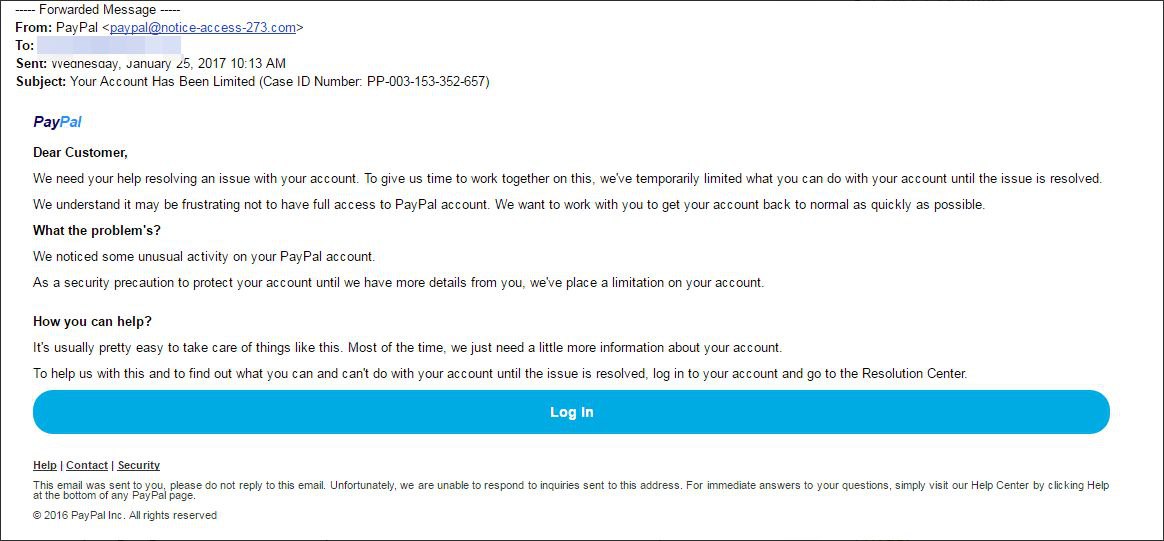 ----- Forwarded Message -----
From: PayPal <paypal@notice-access-273.com>
To:
Sent: Wednesday, January 25, 2017 10:13 AM
Subject: Your Account Has Been Limited (Case ID Number: PP-003-153-352-657)
PayPal
Dear Customer,
We need your help resolving an issue with your account. To give us time to work together on this, we've temporarily limited what you can do with your account until the issue is resolved.
We understand it may be frustrating not to have full access to PayPal account. We want to work with you to get your account back to normal as quickly as possible.
What the problem's?
We noticed some unusual activity on your PayPal account.
As a security precaution to protect your account until we have more details from you, we've place a limitation on your account.
How you can help?
It's usually pretty easy to take care of things like this. Most of the time, we just need a little more information about your account.
To help us with this and to find out what you can and can't do with your account until the issue is resolved, log in to your account and go to the Resolution Center.
Log In
Help | Contact | Security
This email was sent to you, please do not reply to this email. Unfortunately, we are unable to respond to inquiries sent to this address. For immediate answers to your questions, simply visit our Help Center by clicking Help
at the bottom of any PayPal page.
© 2016 PayPal Inc. All rights reserved